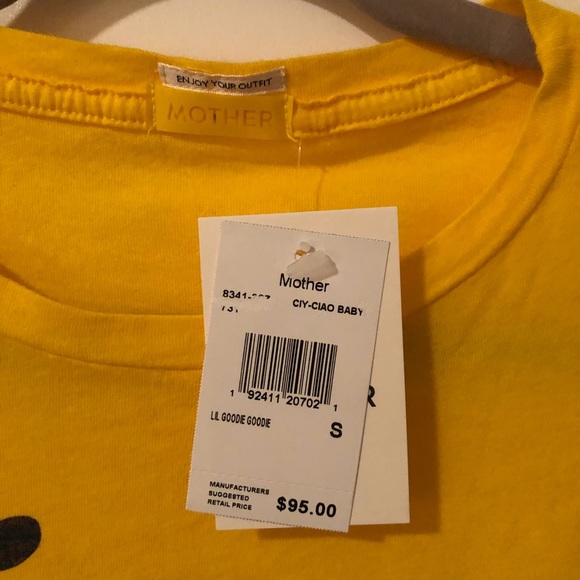 ENJOY YOUR OUTFIT
MOTHER
Mother
CIY-CIAO BABY
1 92411 20702 1
R
LIL GOODIE GOODIE
S
MANUFACTURERS
SUGGESTED
RETAIL PRICE
$95.00